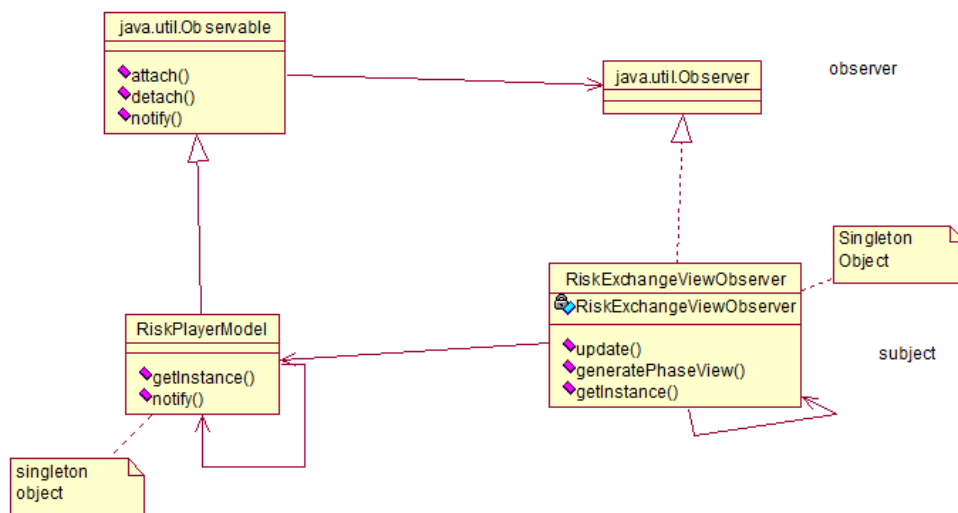 java.util.Observable
attach()
detach()
notify()
java.util.Observer
observer
Singleton
Object
RiskExchangeViewObserver
RiskExchangeViewObserver
update()
generatePhaseView()
getInstance()
subject
RiskPlayerModel
getInstance()
notify()
singleton
object